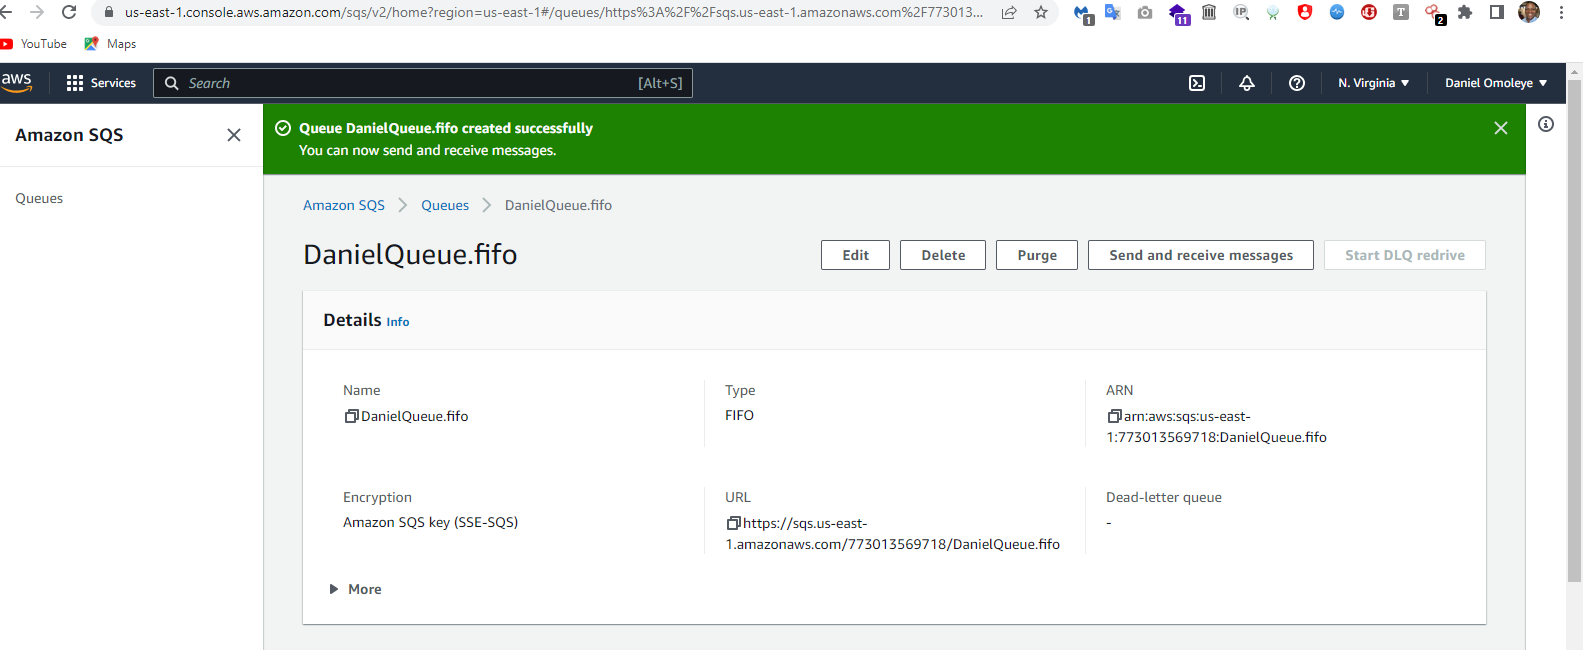 us-east-1.console.aws.amazon.com/sqs/v2/home?region=us-east-1#/queues/https%3A%2F%2Fsqs.us-east-1.amazonaws.com%2F773013...
1
G
11
IP
T
2
YouTube
Maps
aws
Services
Search
[Alt+S]
N. Virginia
Daniel Omoleye
Amazon SQS
Queues
Queue DanielQueue.fifo created successfully
You can now send and receive messages.
Amazon SQS
Queues
DanielQueue.fifo
DanielQueue.fifo
Edit
Delete
Purge
Send and receive messages
Start DLQ redrive
Details Info
Name
DanielQueue.fifo
Type
FIFO
ARN
arn:aws:sqs:us-east-
1:773013569718:DanielQueue.fifo
Encryption
Amazon SQS key (SSE-SQS)
URL
https://sqs.us-east-
1.amazonaws.com/773013569718/DanielQueue.fifo
Dead-letter queue
-
More